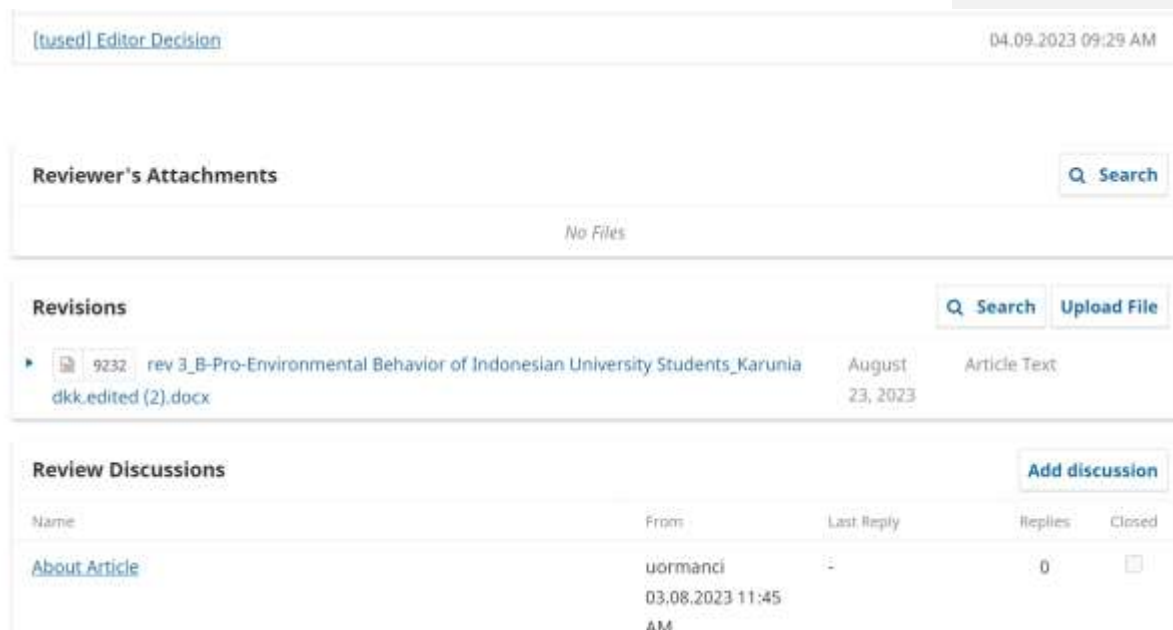 [tused] Editor Decision 04.09.2023 09:29 AM
Reviewer's Attachments Search
No Files
Revisions Search Upload File
9232 rev 3_B-Pro-Environmental Behavior of Indonesian University Students_Karunia August Article Text
dkk.edited (2).docx 23, 2023
Review Discussions Add discussion
Name From Last Reply Replies Closed
About Article uormanci - 0
03.08.2023 11:45
AM